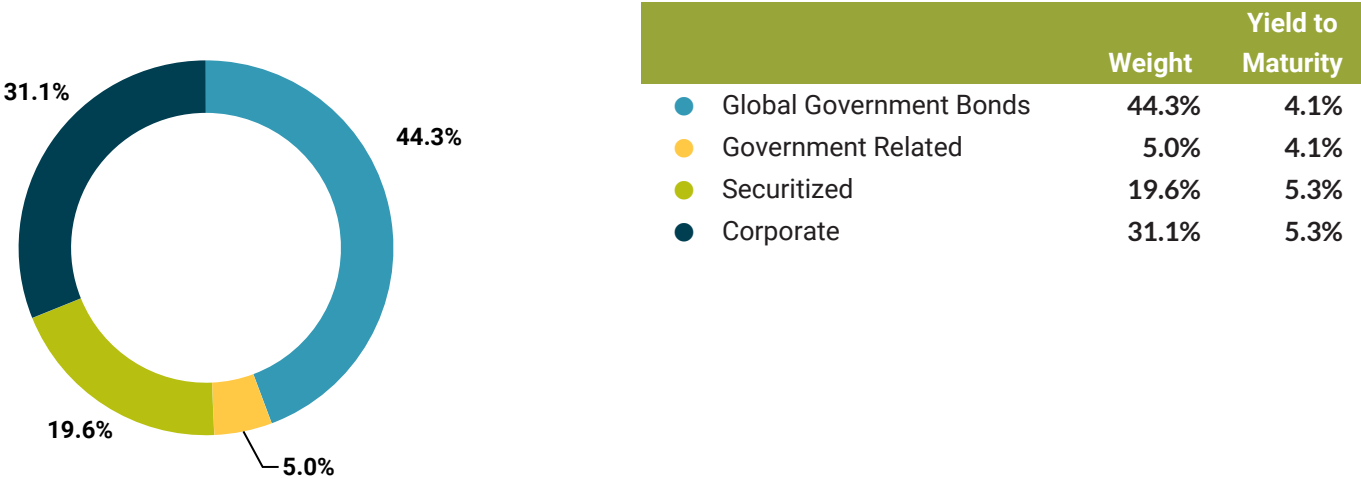 31.1%
44.3%
19.6%
5.0%
Yield to
Weight Maturity
Global Government Bonds 44.3% 4.1%
Government Related 5.0% 4.1%
Securitized 19.6% 5.3%
Corporate 31.1% 5.3%